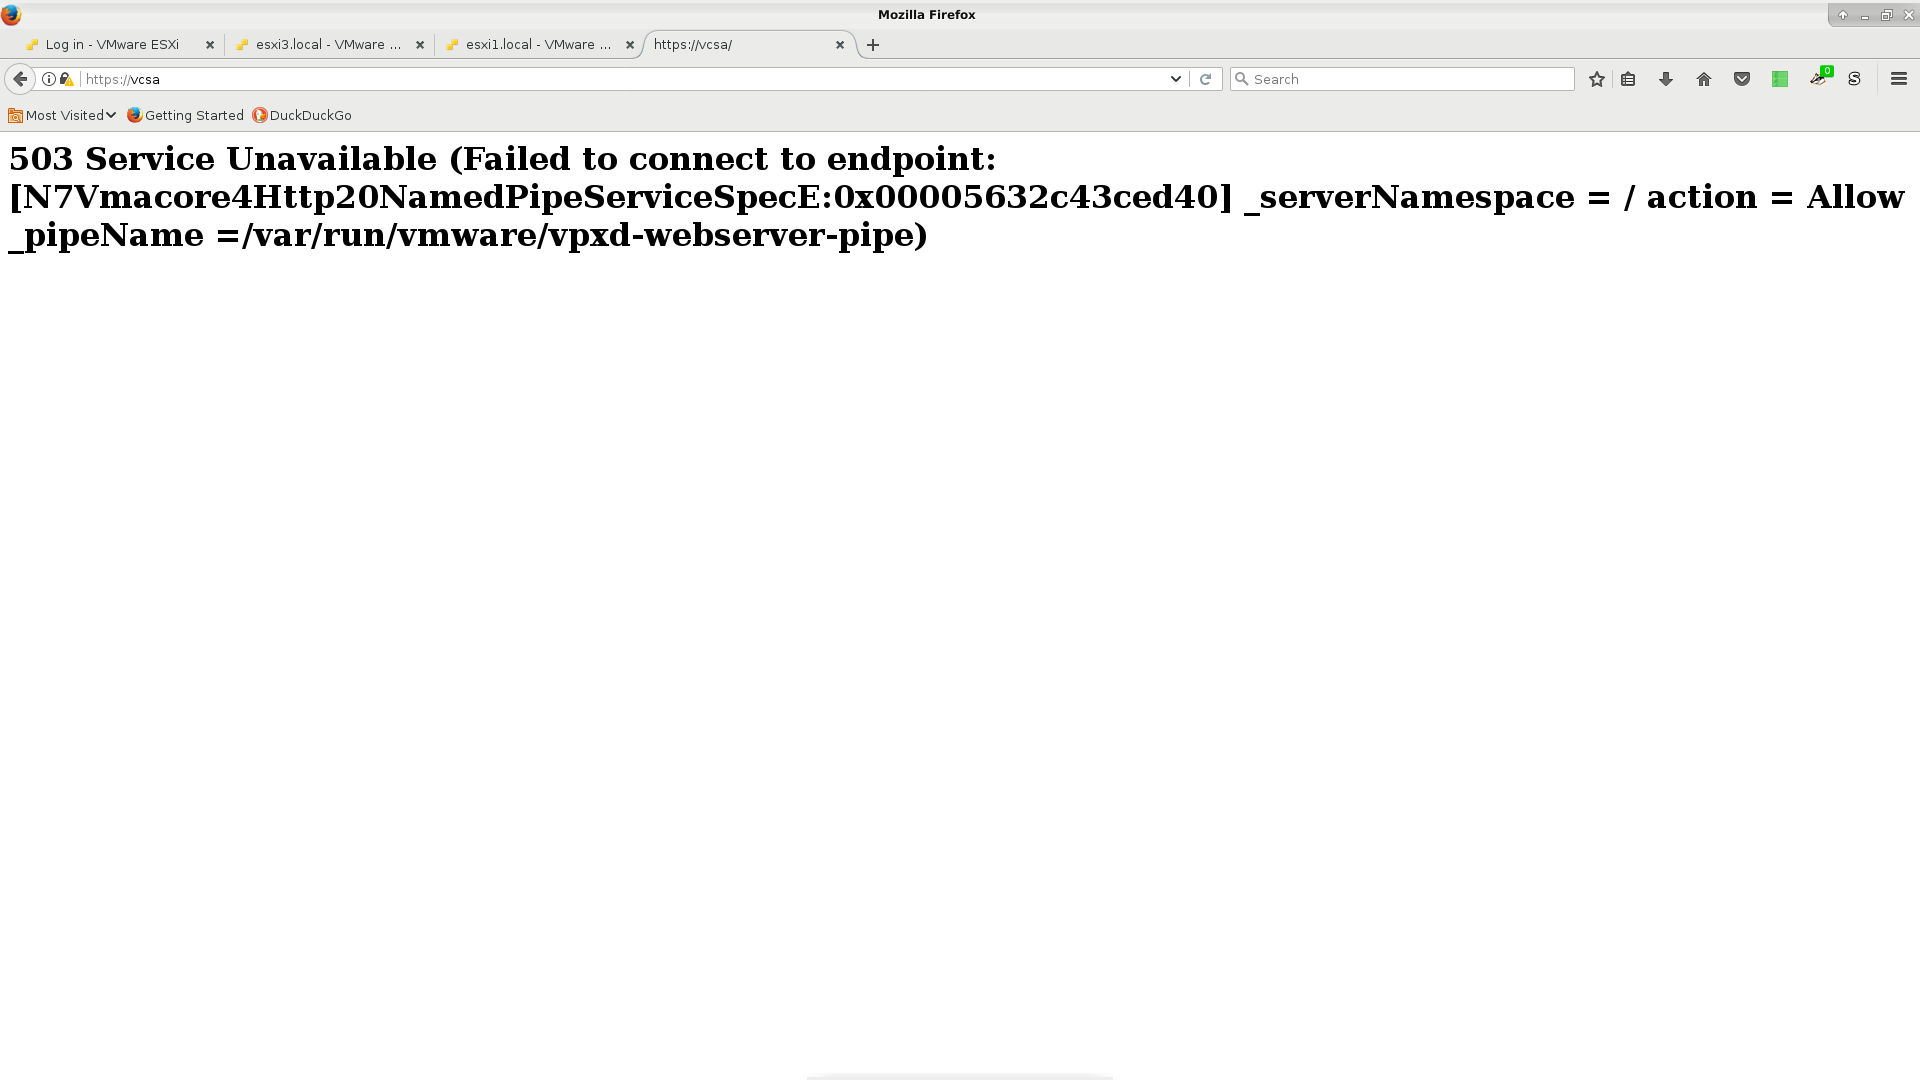 Mozilla Firefox
Log in - VMware ESXi
esxi3.local - VMware ...
esxi1.local - VMware ...
https://vcsa/
https://vcsa
Search
0
S
Most Visited
Getting Started
DuckDuckGo
503 Service Unavailable (Failed to connect to endpoint:
[N7Vmacore4Http20NamedPipeServiceSpecE:0x00005632c43ced40] _serverNamespace = / action = Allow
_pipeName =/var/run/vmware/vpxd-webserver-pipe)